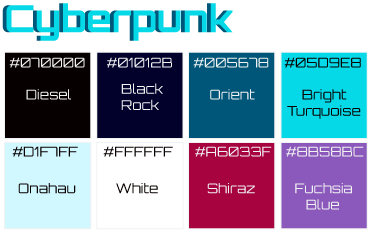 Cyberpunk
#070000 #01012B #005678 #05D9E8
Diesel Black Rock Orient Bright Turquoise
#D1F7FF #FFFFFF #A6033F #8B5BBC
Onahau White Shiraz Fuchsia Blue